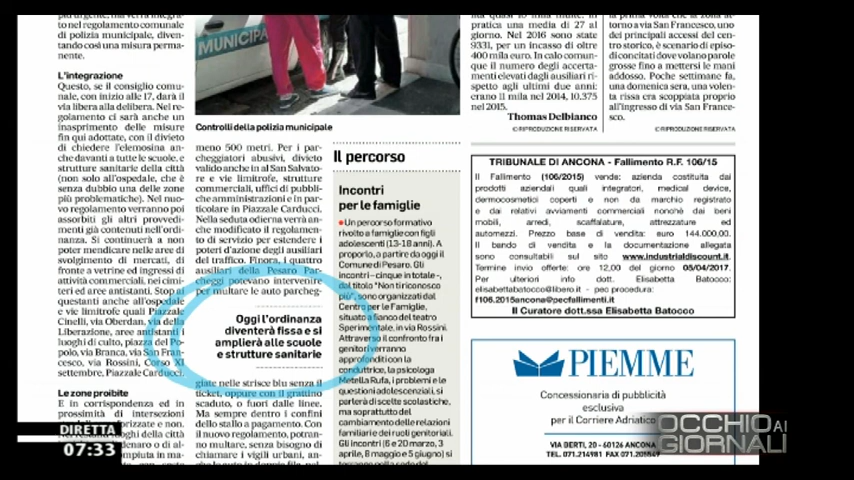 urgente, ma verrà integrato
nel regolamento comunale
di polizia municipale, diven-
tando così una misura perma-
nente.
L'integrazione
Questo, se il consiglio comu-
nale, con inizio alle 17, darà il
via libera alla delibera. Nel re-
golamento ci sarà anche un
inasprimento delle misure
fin qui adottate, con il divieto
di chiedere l'elemosina an-
che davanti a tutte le scuole, e
strutture sanitarie della città
(non solo all'ospedale, che è
senza dubbio una delle zone
più problematiche). Nel nuo-
vo regolamento verranno poi
assorbiti gli altri provvedi-
menti già contenuti nell'ordi-
nanza. Si continuerà a non
poter mendicare nelle aree di
svolgimento di mercati, di
fronte a vetrine ed ingressi di
attività commerciali, nei cimi-
teri ed aree antistanti. Stop ai
questanti anche all'ospedale
e vie limitrofe quali Piazzale
Cinelli, via Oberdan, via della
Liberazione, aree antistanti i
luoghi di culto, piazza del Po-
polo, via Branca, via San Fran-
cesco, via Rossini, Corso XI
settembre, Piazzale Carducci.
Le zone proibite
E in corrispondenza ed in
prossimità di intersezioni
MUNICIPA
Controlli della polizia municipale
meno 500 metri. Per i par-
cheggiatori abusivi, divieto
valido anche in al San Salvato-
re e vie limitrofe, strutture
commerciali, uffici di pubbli-
che amministrazioni e in parti-
colare in Piazzale Carducci.
Nella seduta odierna verrà an-
che modificato il regolamen-
to di servizio per estendere i
poteri d'azione degli ausiliari
del traffico. Finora, i quattro
ausiliari della Pesaro Par-
cheggi potevano intervenire
per multare le auto parcheg-
Oggi l'ordinanza
diventerà fissa e si
amplierà alle scuole
e strutture sanitarie
giate nelle strisce blu senza il
ticket, oppure con il grattino
scaduto, o fuori dalle linee.
Ma sempre dentro i confini
dello stallo a pagamento. Con
il nuovo regolamento, potran-
no multare, senza bisogno di
chiamare i vigili urbani, an-
Il percorso
Incontri
per le famiglie
● Un percorso formativo
rivolto a famiglie con figli
adolescenti (13-18 anni). A
proporlo, a partire da oggi il
Comune di Pesaro. Gli
incontri - cinque in totale -,
dal titolo "Non ti riconosco
più", sono organizzati dal
Centro per le Famiglie,
situato a fianco del teatro
Sperimentale, in via Rossini.
Attraverso il confronto fra i
genitori verranno
approfonditi con la
conduttrice, la psicologa
Metella Rufa, i problemi e le
questioni adolescenziali, si
parlerà di scelte scolastiche,
ma soprattutto del
cambiamento delle relazioni
familiari e dei ruoli genitoriali.
Gli incontri (6 e 20 marzo, 3
aprile, 8 maggio e 5 giugno) si
pratica una media di 27 al
giorno. Nel 2016 sono state
9331, per un incasso di oltre
400 mila euro. In calo comun-
que il numero degli accerta-
menti elevati dagli ausiliari ri-
spetto agli ultimi due anni:
erano 11 mila nel 2014, 10.375
nel 2015.
Thomas Delbianco
© RIPRODUZIONE RISERVATA
torno a via San Francesco, uno
dei principali accessi del cen-
tro storico, è scenario di episo-
di concitati dove volano parole
grosse fino a mettersi le mani
addosso. Poche settimane fa,
una domenica sera, una violen-
ta rissa era scoppiata proprio
all'ingresso di via San France-
sco.
© RIPRODUZIONE RISERVATA
TRIBUNALE DI ANCONA - Fallimento R.F. 106/15
Il Fallimento (106/2015) vende: azienda costituita dai
prodotti aziendali quali integratori, medical device,
dermocosmetici coperti e non da marchio registrato
e dai relativi avviamenti commerciali nonchè dai beni
mobili, arredi, scaffalature, attrezzature ed
automezzi. Prezzo base di vendita: euro 144.000,00.
Il bando di vendita e la documentazione allegata
sono consultabili sul sito www.industrialdiscount.it.
Termine invio offerte: ore 12,00 del giorno 05/04/2017.
Per ulteriori info dott. Elisabetta Batocco:
elisabettabatocco@libero.it - pec procedura:
f106.2015ancona@pecfallimenti.it
Il Curatore dott.ssa Elisabetta Batocco
PIEMME
Concessionaria di pubblicità
esclusiva
per il Corriere Adriatico
VIA BERTI, 20 - 60126 ANCONA
TEL. 071.214981 FAX 071.205549
OCCHIO AI
GIORNALI
DIRETTA
07:33